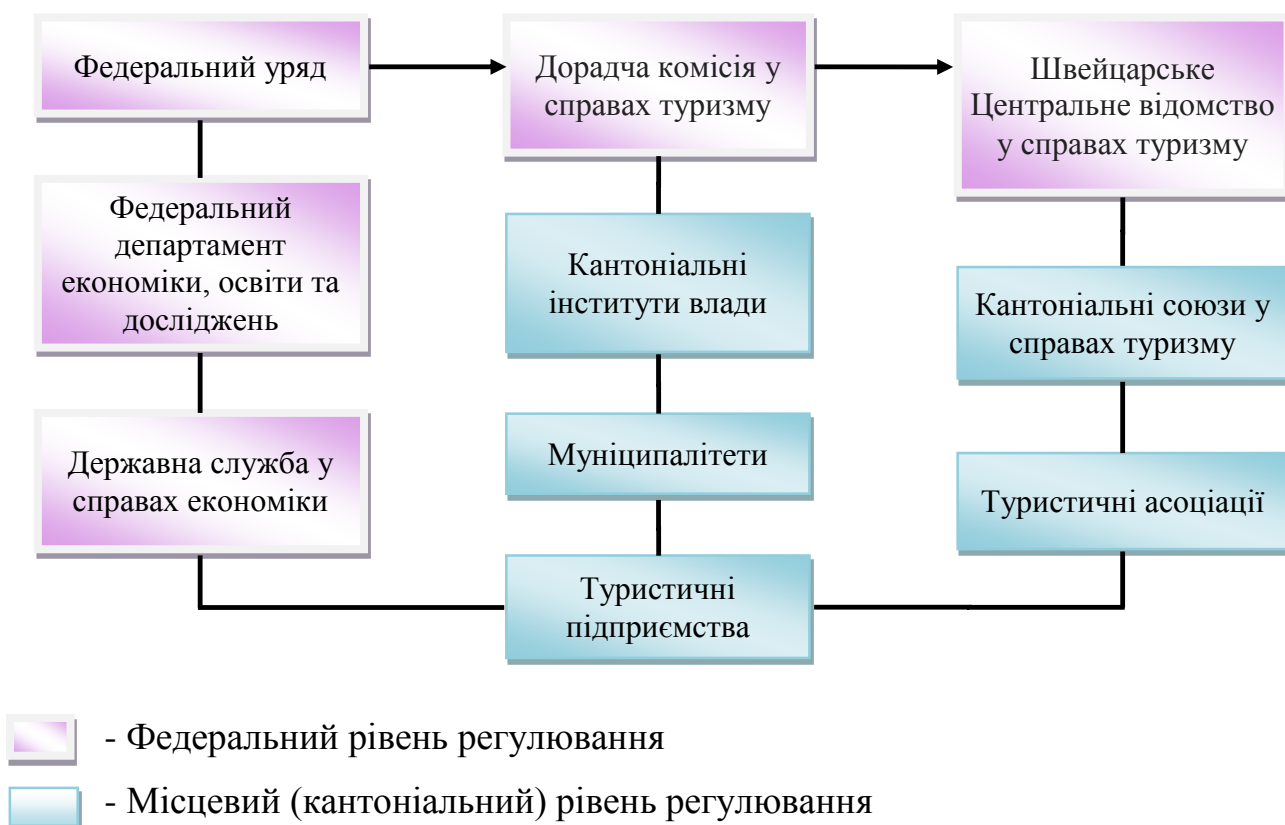 Федеральний уряд
Дорадча комісія у
справах туризму
Швейцарське
Центральне відомство
у справах туризму
Федеральний
департамент
економіки, освіти та
досліджень
Кантоніальні
інститути влади
Кантоніальні союзи у
справах туризму
Державна служба у
справах економіки
Муніципалітети
Туристичні асоціації
Туристичні
підприємства
- Федеральний рівень регулювання
- Місцевий (кантоніальний) рівень регулювання